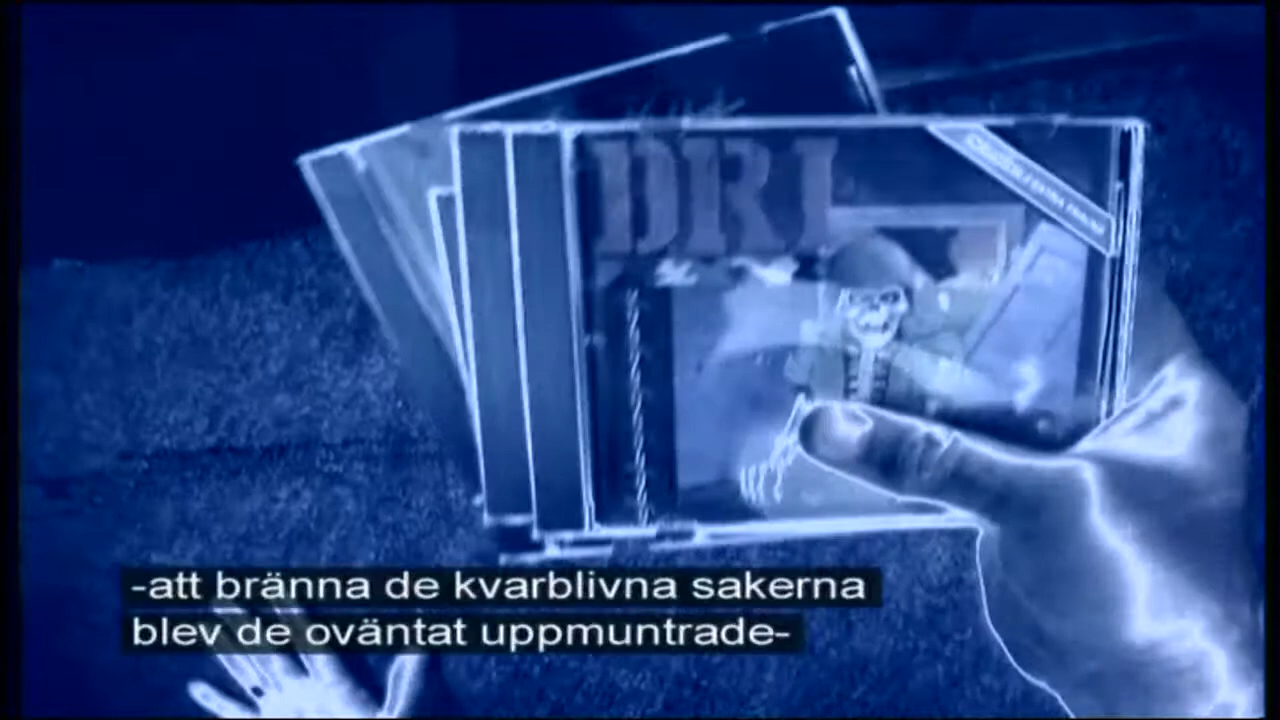 DRI
-att bränna de kvarblivna sakerna
blev de oväntat uppmuntrade-